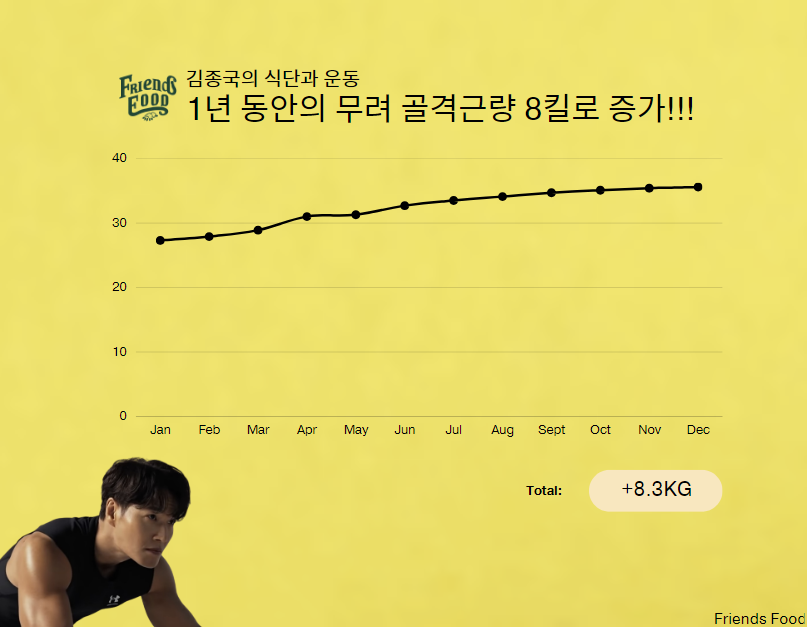 FRIENDS
FOOD
김종국의 식단과 운동
1년 동안의 무려 골격근량 8킬로 증가!!!
40
30
20
10
0
Jan Feb Mar Apr May Jun Jul Aug Sept Oct Nov Dec
Total: +8.3KG
Friends Food